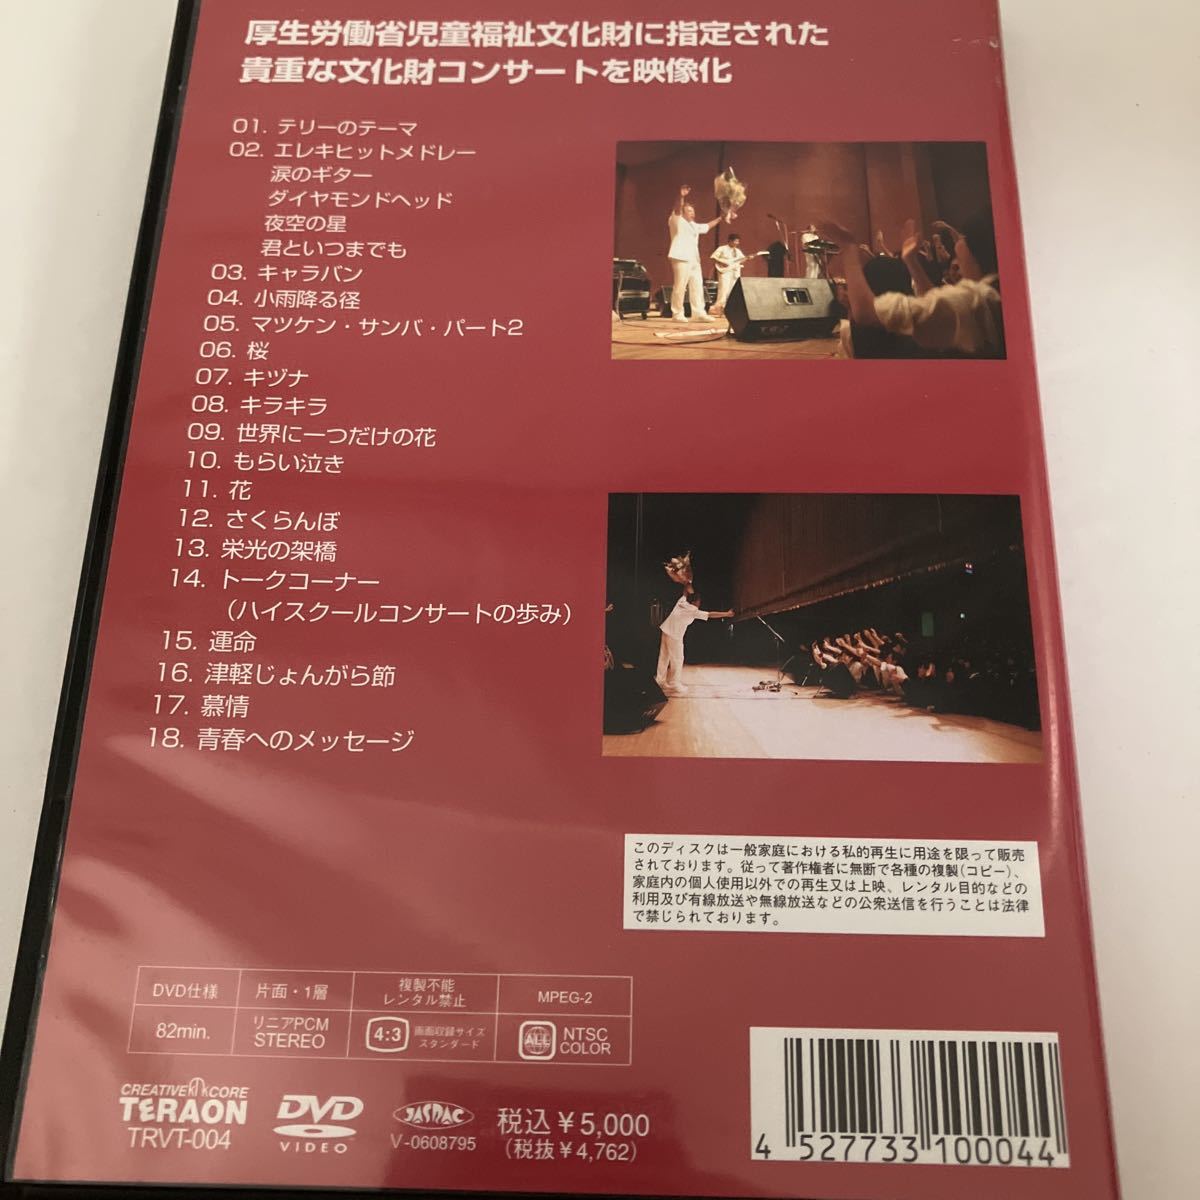 厚生労働省児童福祉文化財に指定された
貴重な文化財コンサートを映像化
01. テリーのテーマ
02. エレキヒットメドレー
涙のギター
ダイヤモンドヘッド
夜空の星
君といつまでも
03. キャラバン
04. 小雨降る径
05. マツケン・サンバ・パート2
06. 桜
07. キヅナ
08. キラキラ
09. 世界に一つだけの花
10. もらい泣き
11. 花
12. さくらんぼ
13. 栄光の架橋
14. トークコーナー
(ハイスクールコンサートの歩み)
15. 運命
16. 津軽じょんがら節
17. 慕情
18. 青春へのメッセージ
このディスクは一般家庭における私的再生に用途を限って販売
されております。従って著作権者に無断で各種の複製(コピー)、
家庭内の個人使用以外での再生又は上映、レンタル目的などの
利用及び有線放送や無線放送などの公衆送信を行うことは法律
で禁じられております。
DVD仕様 片面・1層 複製不能 レンタル禁止 MPEG-2
82min. リニアPCM STEREO 4:3 画面収録サイズ スタンダード ALL NTSC COLOR
CREATIVE CORE
TERAON
TRVT-004
DVD
VIDEO
JASRAC
V-0608795
税込¥5,000
(税抜¥4,762)
4 527733 100044